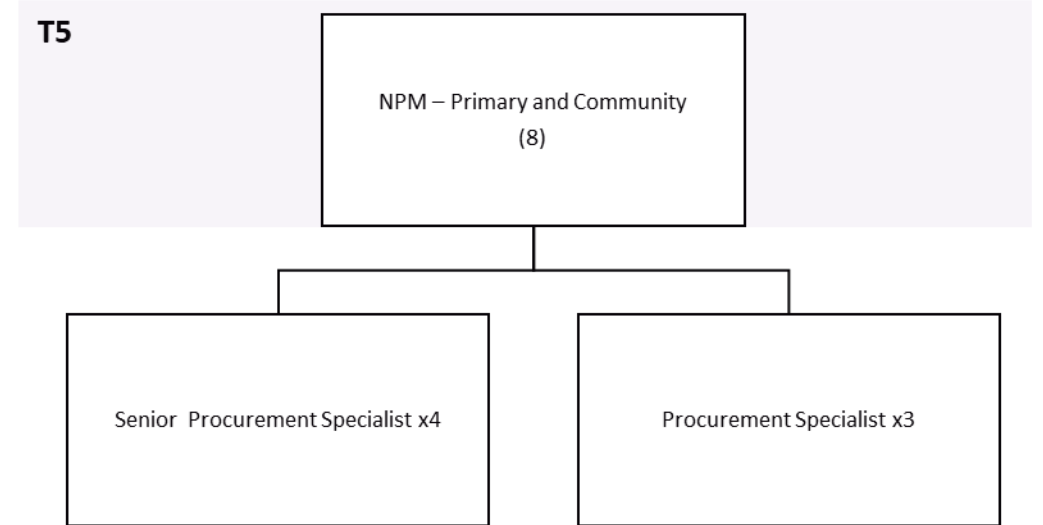 T5
NPM – Primary and Community
(8)
Senior Procurement Specialist x4
Procurement Specialist x3